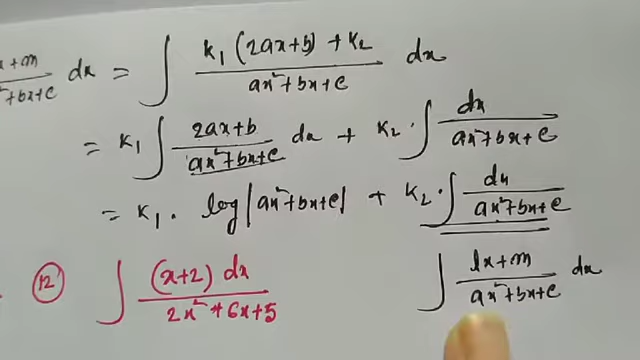 x+m / x²+bx+c dx = ∫ k₁(2ax+b)+k₂ / ax²+bx+c dx
= k₁ ∫ 2ax+b / ax²+bx+c dx + k₂ · ∫ dx / ax²+bx+c
= k₁ · log|ax²+bx+c| + k₂ · ∫ dx / ax²+bx+c
12 ∫ (x+2) dx / 2x²+6x+5 ∫ lx+m / ax²+bx+c dx